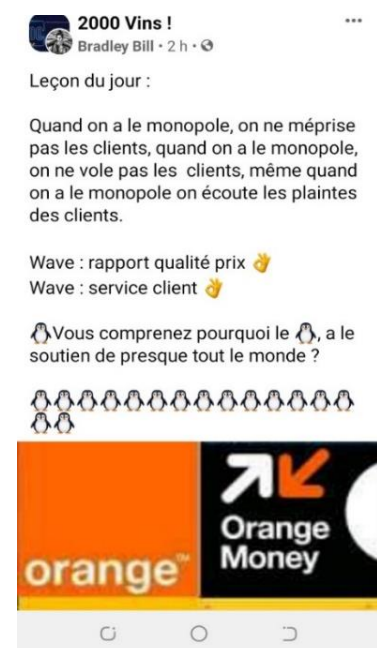 2000 Vins !
Bradley Bill • 2 h •
Leçon du jour :
Quand on a le monopole, on ne méprise
pas les clients, quand on a le monopole,
on ne vole pas les clients, même quand
on a le monopole on écoute les plaintes
des clients.
Wave : rapport qualité prix 👌
Wave : service client 👌
🐧Vous comprenez pourquoi le 🐧, a le
soutien de presque tout le monde ?
🐧🐧🐧🐧🐧🐧🐧🐧🐧🐧🐧🐧🐧🐧
🐧🐧
orange™
Orange
Money